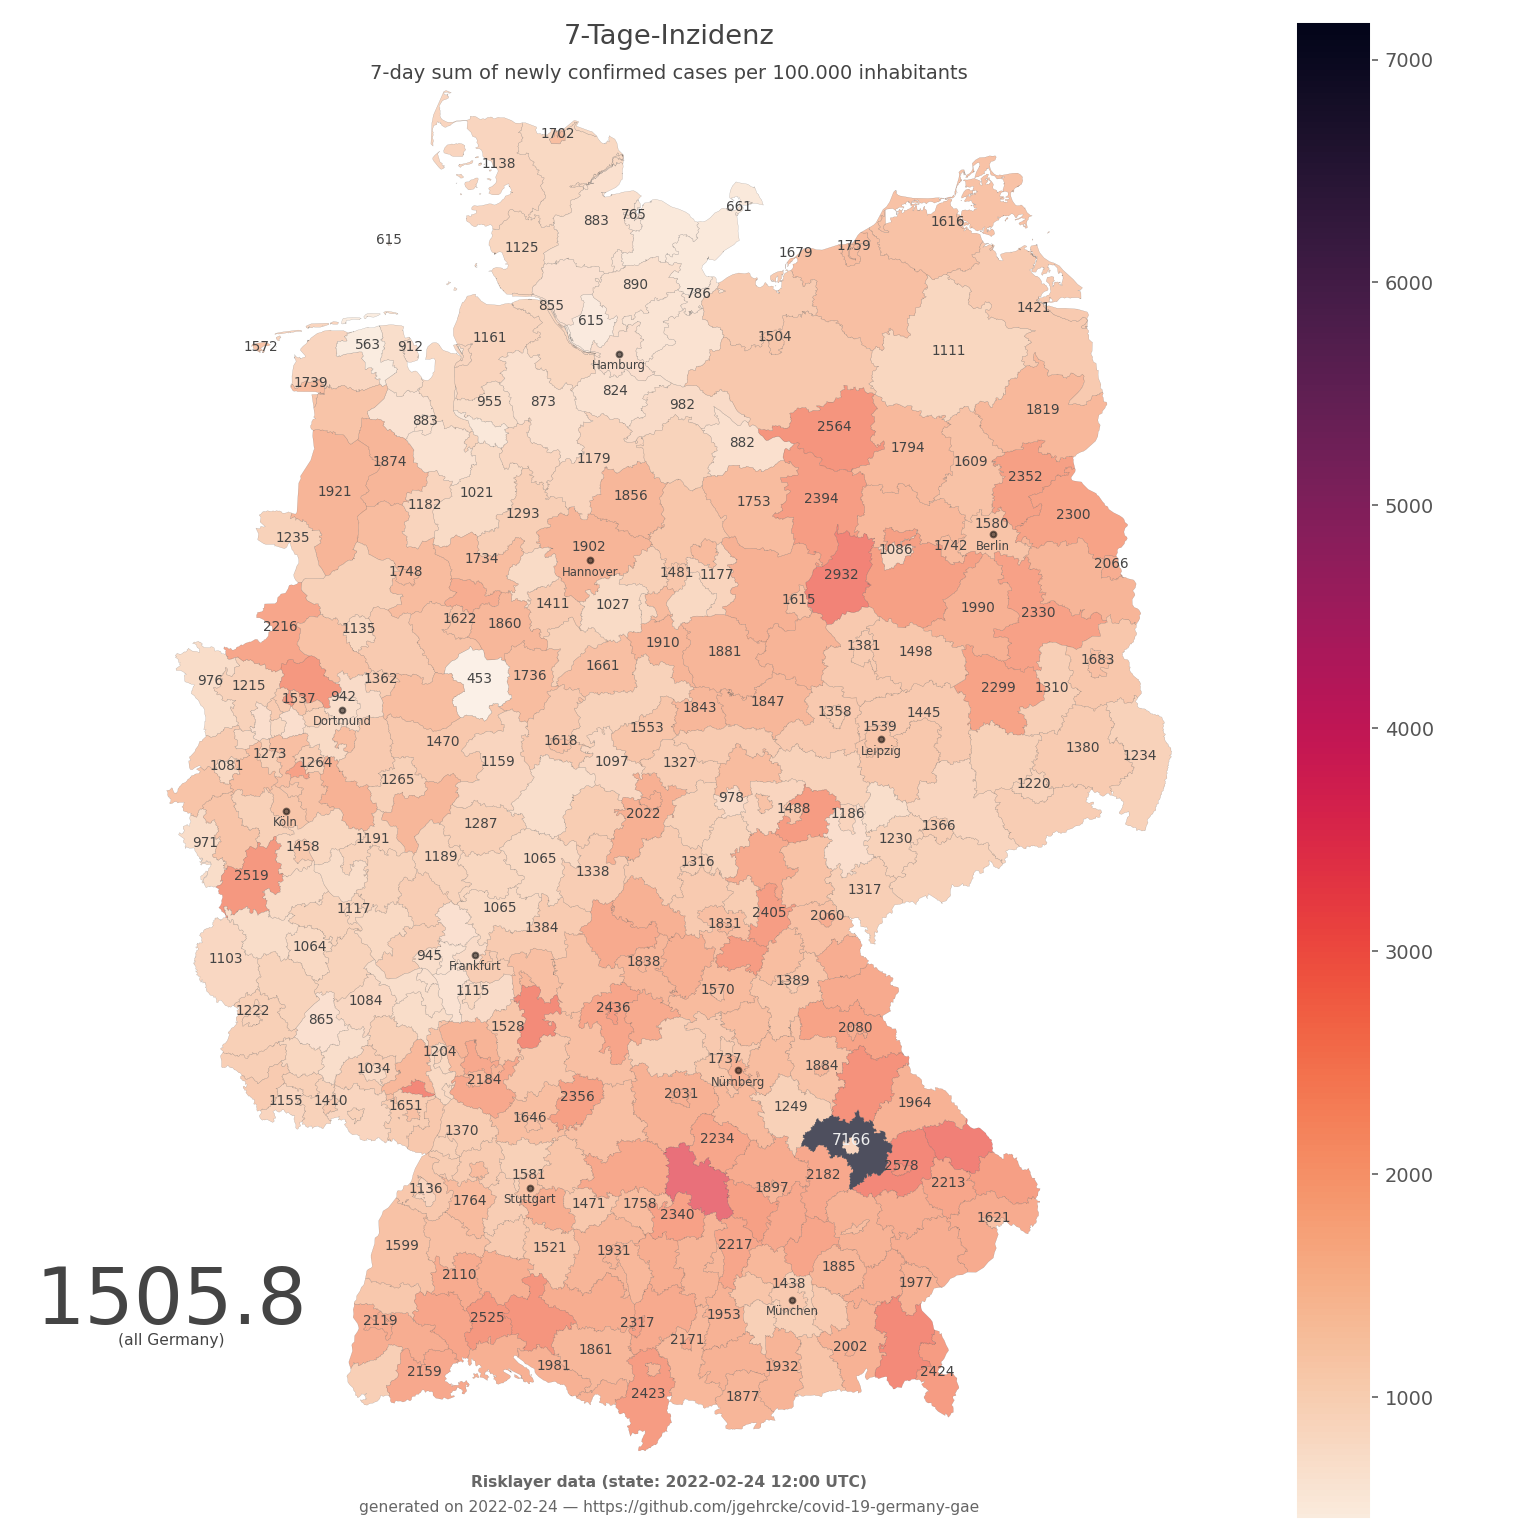 7-Tage-Inzidenz
7-day sum of newly confirmed cases per 100.000 inhabitants
7000
6000
5000
4000
3000
2000
1000
1702
1138
661
883 765
1616
615
1125
1679 1759
890
786
855
615
1421
1161
1504
1572 563 912
1111
Hamburg
1739
824
955 873 982
1819
883
2564
882
1794
1874 1179
1609
2352
1921 1021
1856
1753 2394
1182 1293
2300
1235
1580
1902
1086 1742 Berlin
1734
Hannover
2066
1748 1481 1177 2932
1411 1027 1615
1990 2330
1622 1860
2216 1135
1910 1881 1381 1498
1683
1661
976 1215 1362 453 1736
2299 1310
1537 942
1843 1847
1358 1445
Dortmund
1553 1539
1470 1618
Leipzig
1380 1234
1273 1264 1159 1097 1327
1081
1265 1220
978
1488 1186
2022
Köln 1287
1366
971 1458 1191 1230
1189 1065 1316
2519 1338
1317
1117 1065
2405 2060
1384 1831
1064
1103 945 1838
Frankfurt
1389
1115 1570
1084
1222 865 2436
1528 2080
1204 1737
1034 1884
2184 Nürnberg
1155 1410 1651 2356 2031 1249 1964
1646
1370 2234 7166
2578
1581 2182
1136 1897 2213
Stuttgart
1764 1471 1758
2340 1621
1599 1521 1931 2217
2110 1885
1438 1977
1505.8
(all Germany)
München
2119 2525 2317 1953
2171
1861 2002
1981 1932
2159 2424
2423 1877
Risklayer data (state: 2022-02-24 12:00 UTC)
generated on 2022-02-24 — https://github.com/jgehrcke/covid-19-germany-gae